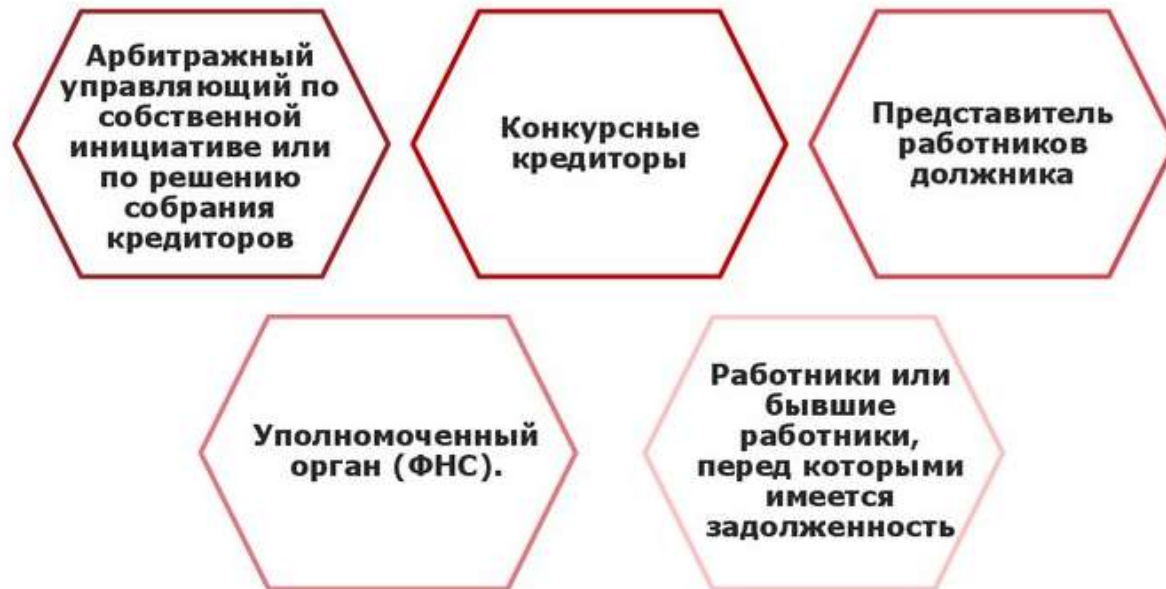 Арбитражный
управляющий по
собственной
инициативе или
по решению
собрания
кредиторов
Конкурсные
кредиторы
Представитель
работников
должника
Уполномоченный
орган (ФНС).
Работники или
бывшие
работники,
перед которыми
имеется
задолженность